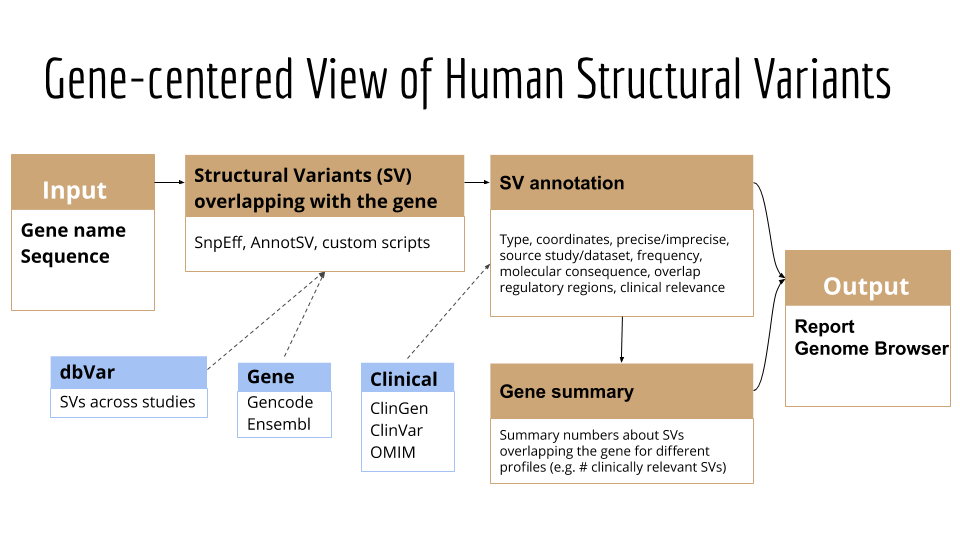 Gene-centered View of Human Structural Variants
Input
Gene name
Sequence
Structural Variants (SV)
overlapping with the gene
SnpEff, AnnotSV, custom scripts
SV annotation
Type, coordinates, precise/imprecise,
source study/dataset, frequency,
molecular consequence, overlap
regulatory regions, clinical relevance
Output
Report
Genome Browser
dbVar
SVs across studies
Gene
Gencode
Ensembl
Clinical
ClinGen
ClinVar
OMIM
Gene summary
Summary numbers about SVs
overlapping the gene for different
profiles (e.g. # clinically relevant SVs)